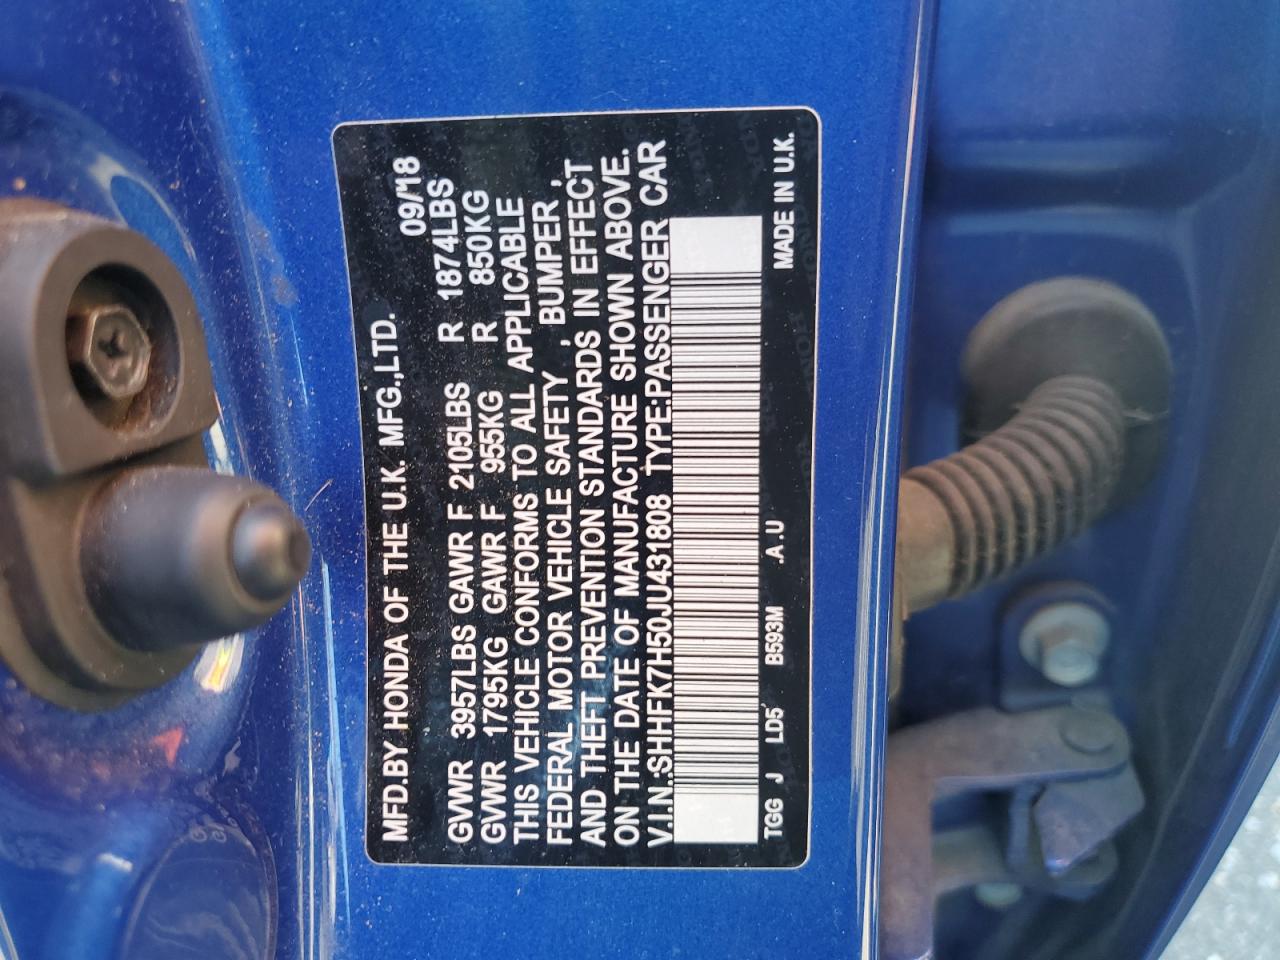 MFD.BY HONDA OF THE U.K. MFG.,LTD. 09/18
GVWR 3957LBS GAWR F 2105LBS R 1874LBS
GVWR 1795KG GAWR F 955KG R 850KG
THIS VEHICLE CONFORMS TO ALL APPLICABLE
FEDERAL MOTOR VEHICLE SAFETY , BUMPER ,
AND THEFT PREVENTION STANDARDS IN EFFECT
ON THE DATE OF MANUFACTURE SHOWN ABOVE.
V.I.N.:SHHFK7H50JU431808 TYPE:PASSENGER CAR
TGG J LD5 B593M .A.U MADE IN U.K.